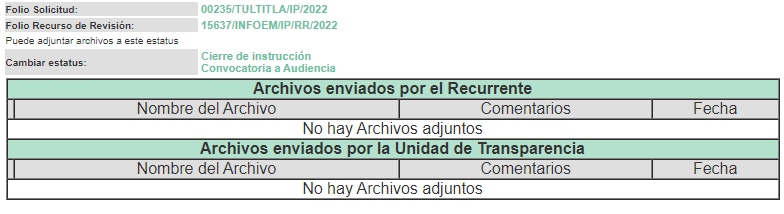 Folio Solicitud: 00235/TULTITLA/IP/2022
Folio Recurso de Revisión: 15637/INFOEM/IP/RR/2022
Puede adjuntar archivos a este estatus
Cambiar estatus: Cierre de instrucción
Convocatoria a Audiencia
Archivos enviados por el Recurrente
Nombre del Archivo Comentarios Fecha
No hay Archivos adjuntos
Archivos enviados por la Unidad de Transparencia
Nombre del Archivo Comentarios Fecha
No hay Archivos adjuntos